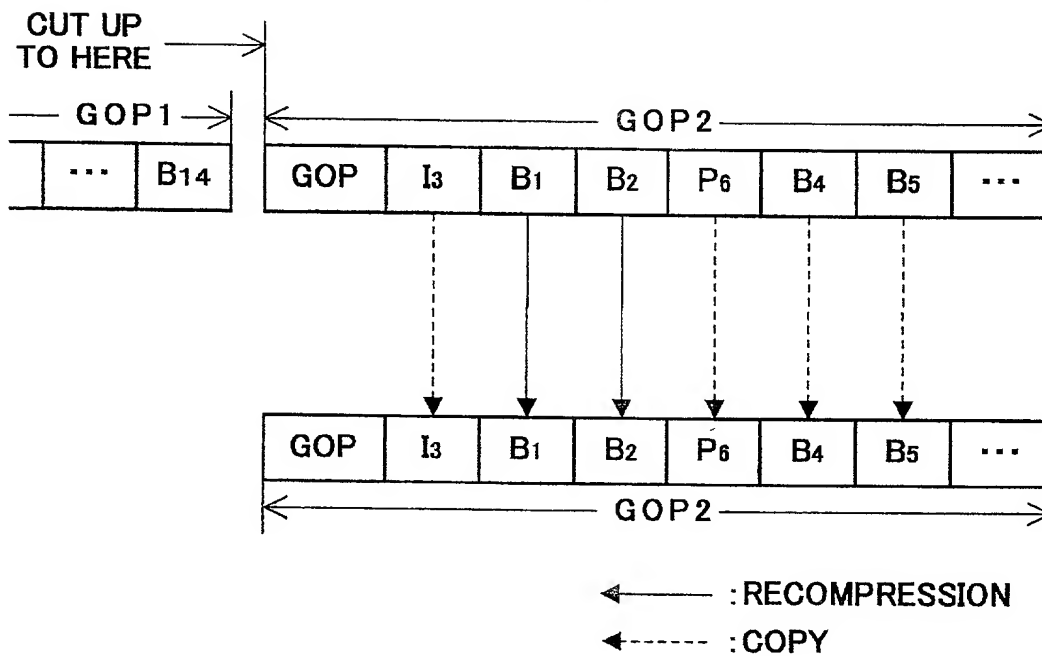 CUT UP
TO HERE
GOP1
GOP2
... B14
GOP I3 B1 B2 P6 B4 B5 ...
GOP I3 B1 B2 P6 B4 B5 ...
GOP2
:RECOMPRESSION
:COPY